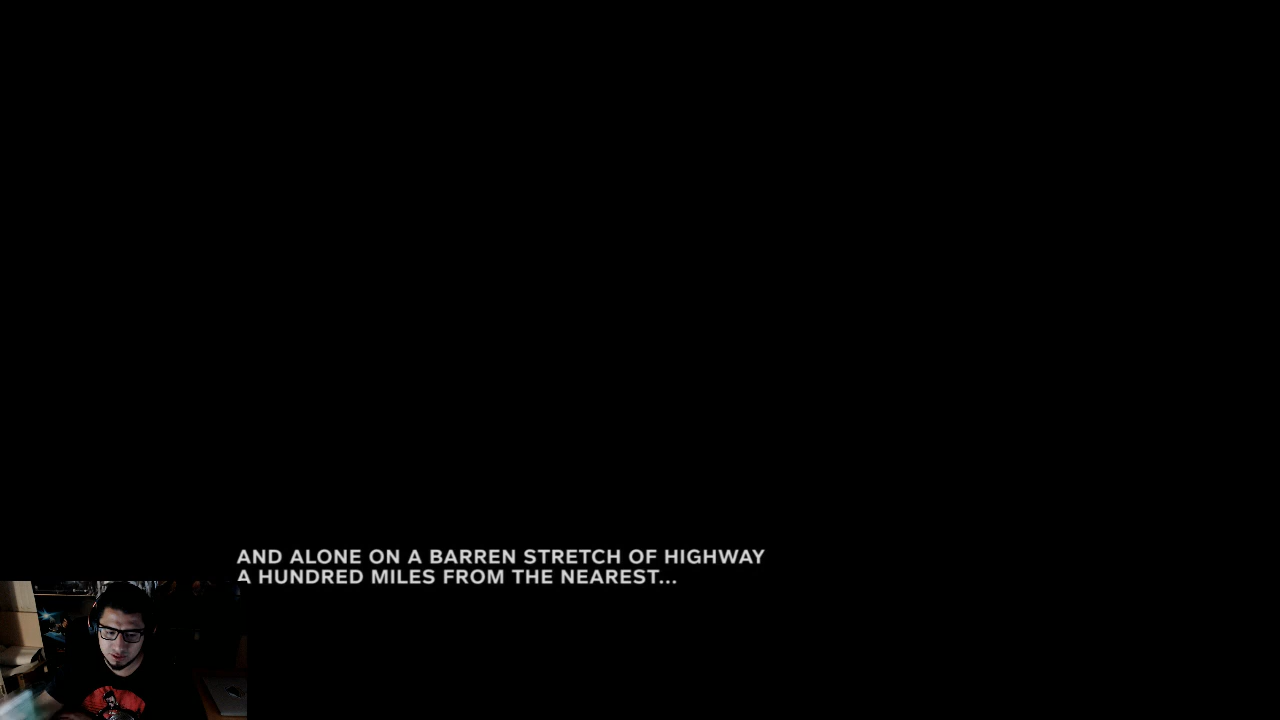 AND ALONE ON A BARREN STRETCH OF HIGHWAY
A HUNDRED MILES FROM THE NEAREST...